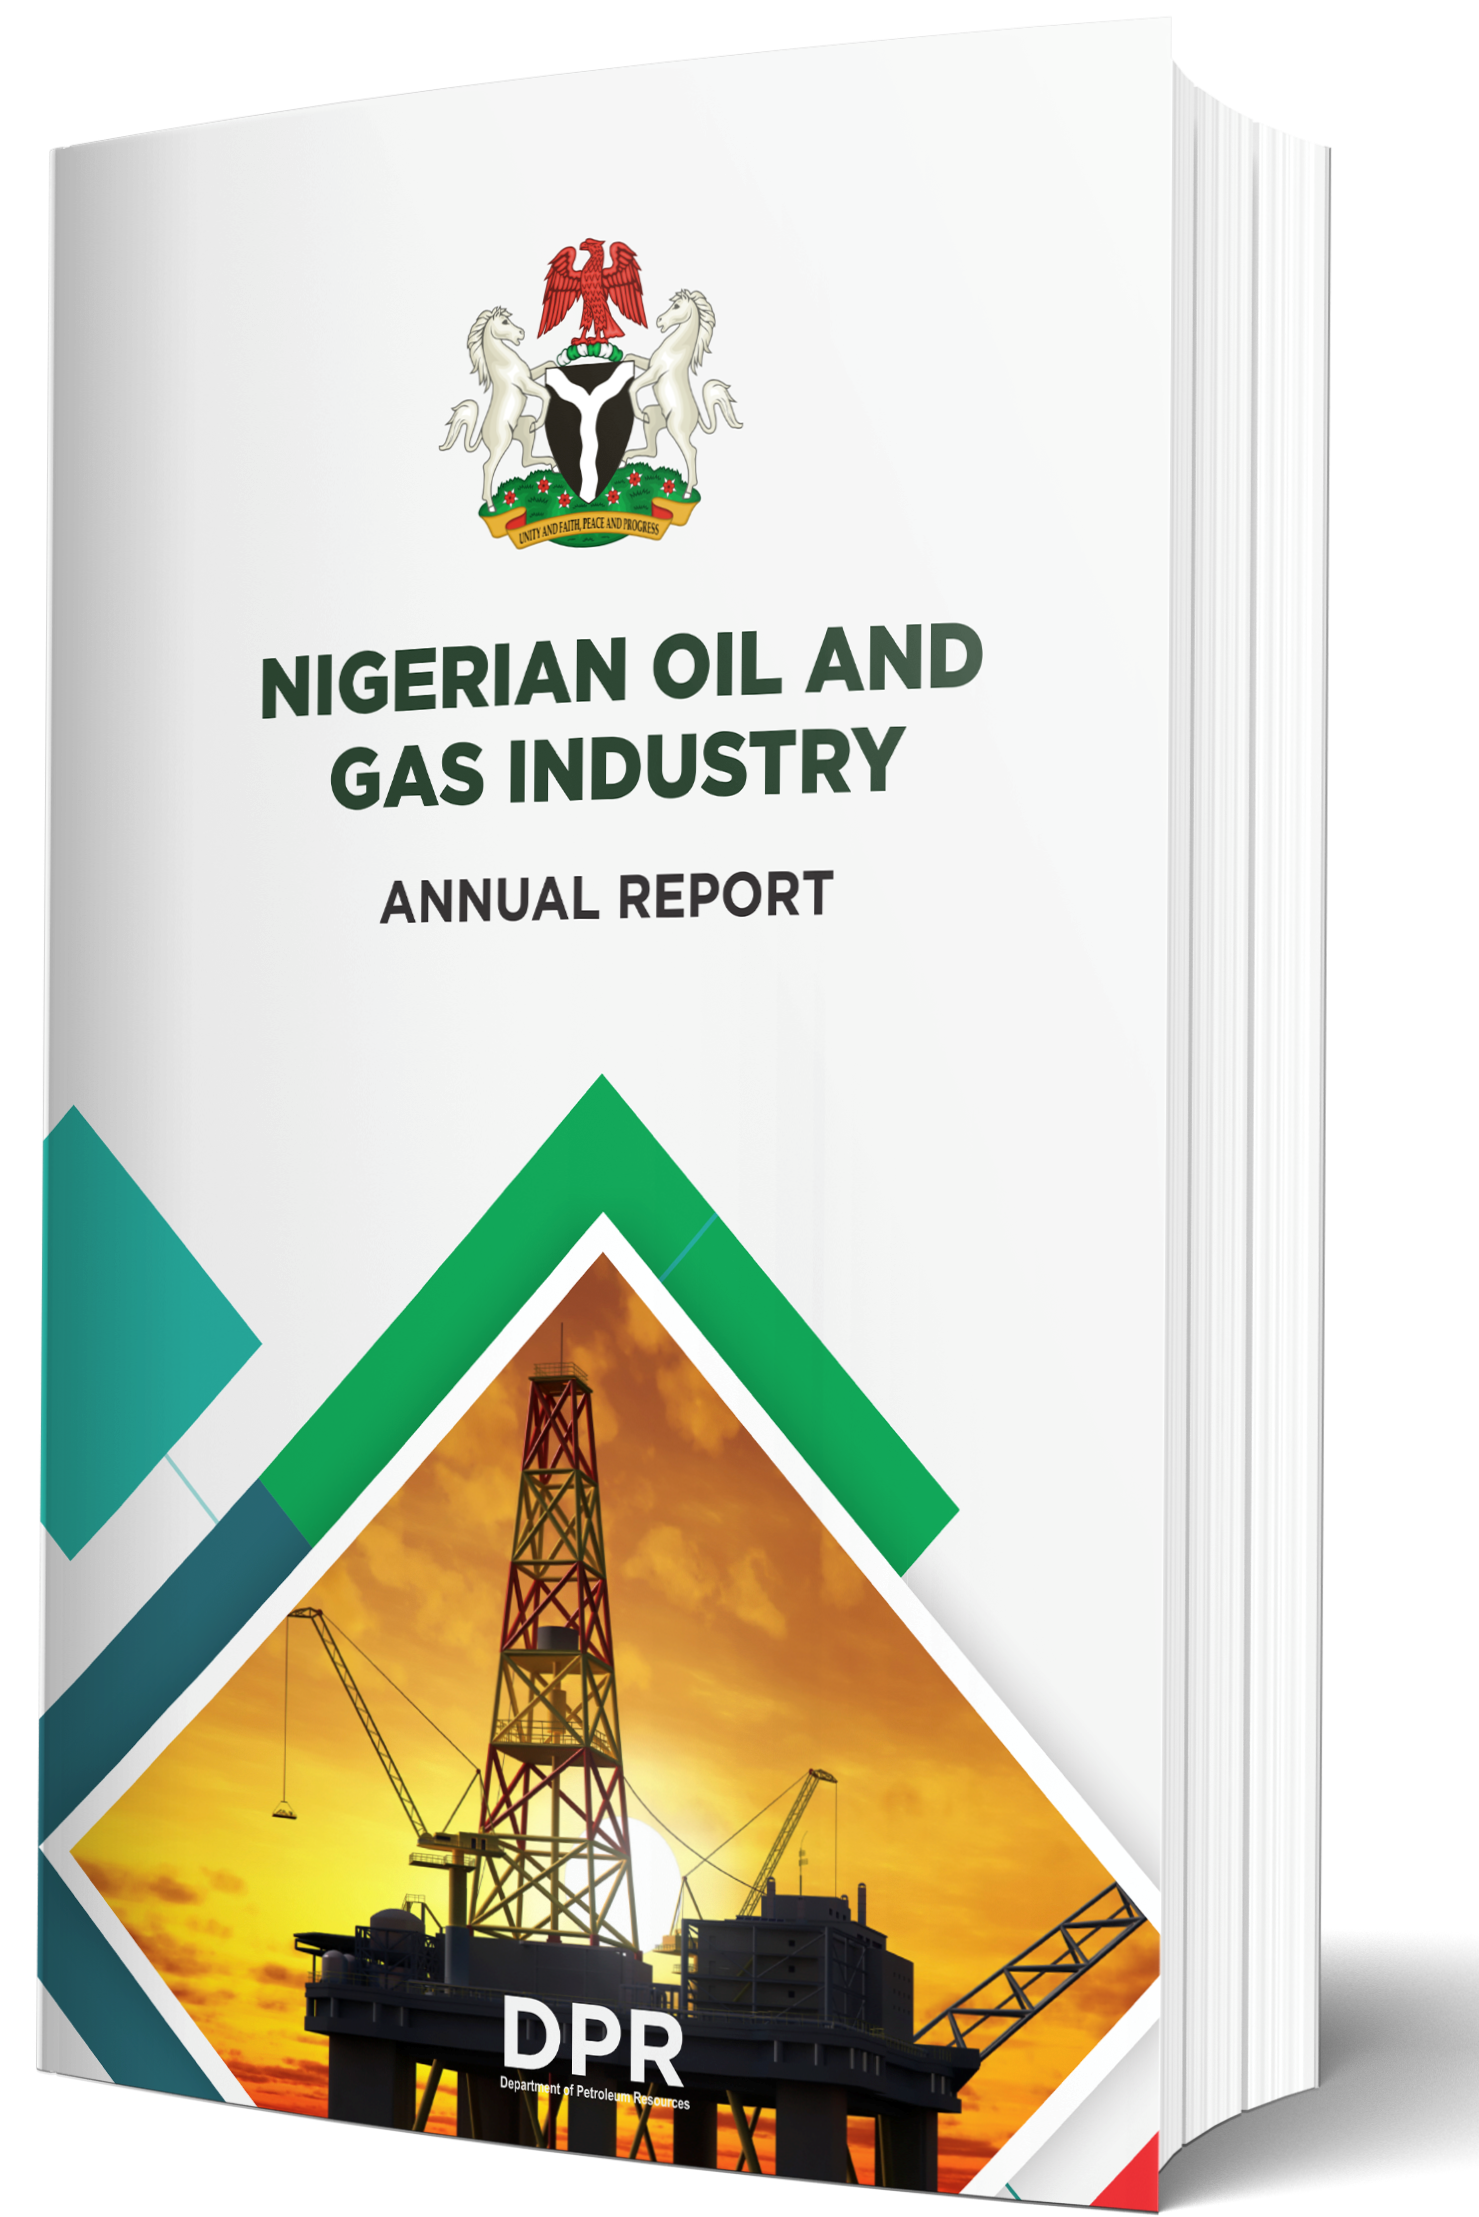 UNITY AND FAITH, PEACE AND PROGRESS
NIGERIAN OIL AND
GAS INDUSTRY
ANNUAL REPORT
DPR
Department of Petroleum Resources